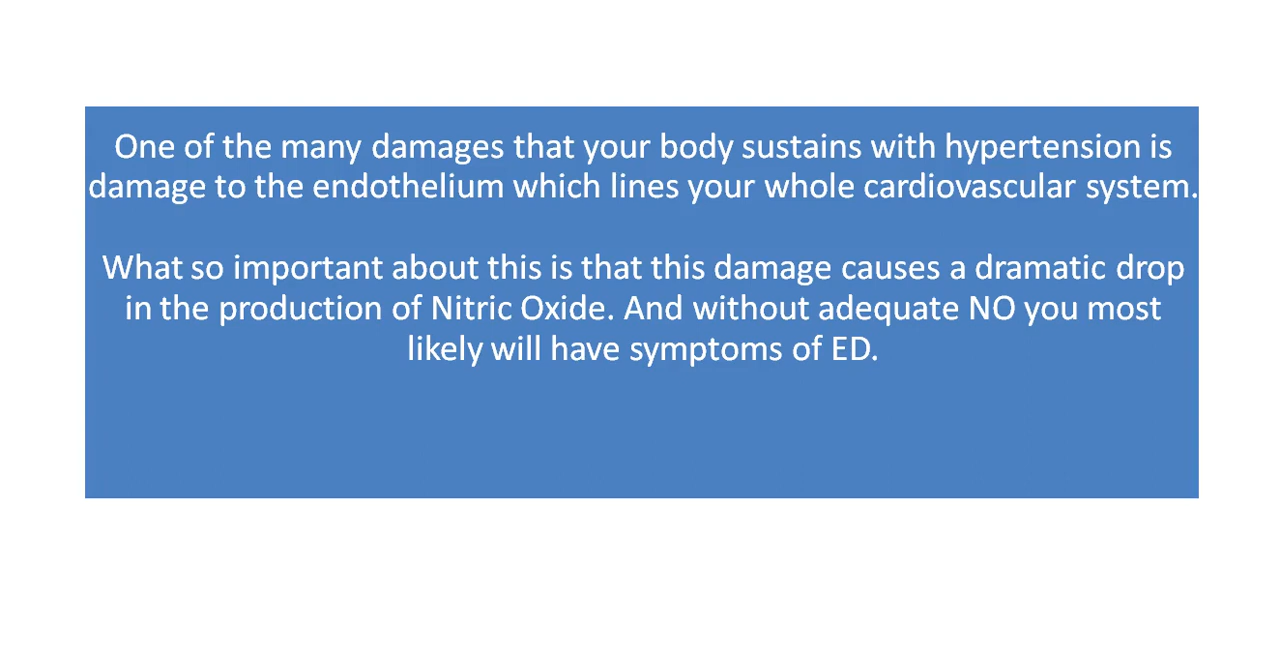 One of the many damages that your body sustains with hypertension is
damage to the endothelium which lines your whole cardiovascular system.
What so important about this is that this damage causes a dramatic drop
in the production of Nitric Oxide. And without adequate NO you most
likely will have symptoms of ED.